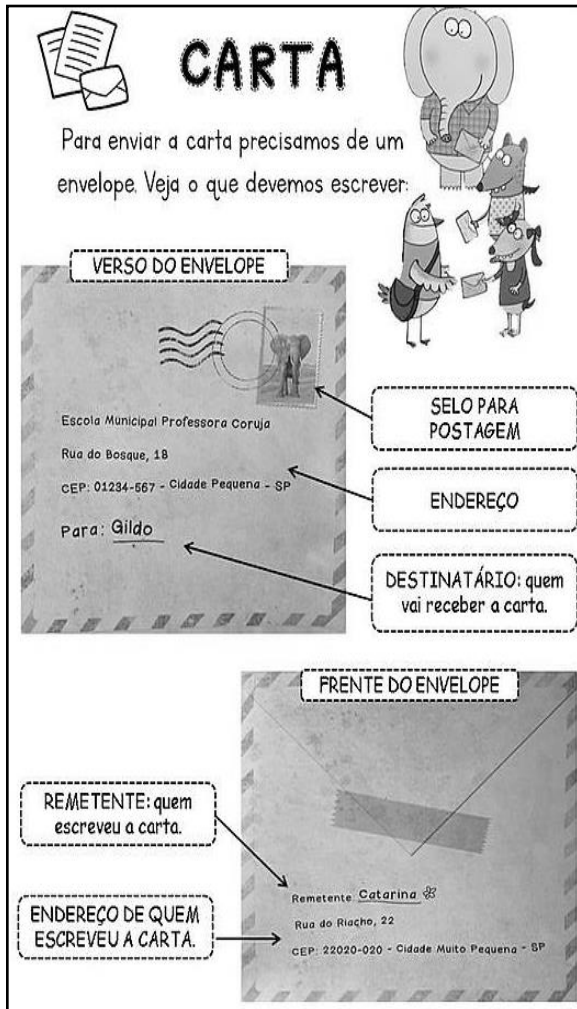 CARTA
Para enviar a carta precisamos de um
envelope. Veja o que devemos escrever:
VERSO DO ENVELOPE
Escola Municipal Professora Coruja
Rua do Bosque, 18
CEP: 01234-567 - Cidade Pequena - SP
Para: Gildo
SELO PARA
POSTAGEM
ENDEREÇO
DESTINATÁRIO: quem
vai receber a carta.
FRENTE DO ENVELOPE
REMETENTE: quem
escreveu a carta.
ENDEREÇO DE QUEM
ESCREVEU A CARTA.
Remetente: Catarina
Rua do Riacho, 22
CEP: 22020-020 - Cidade Muito Pequena - SP